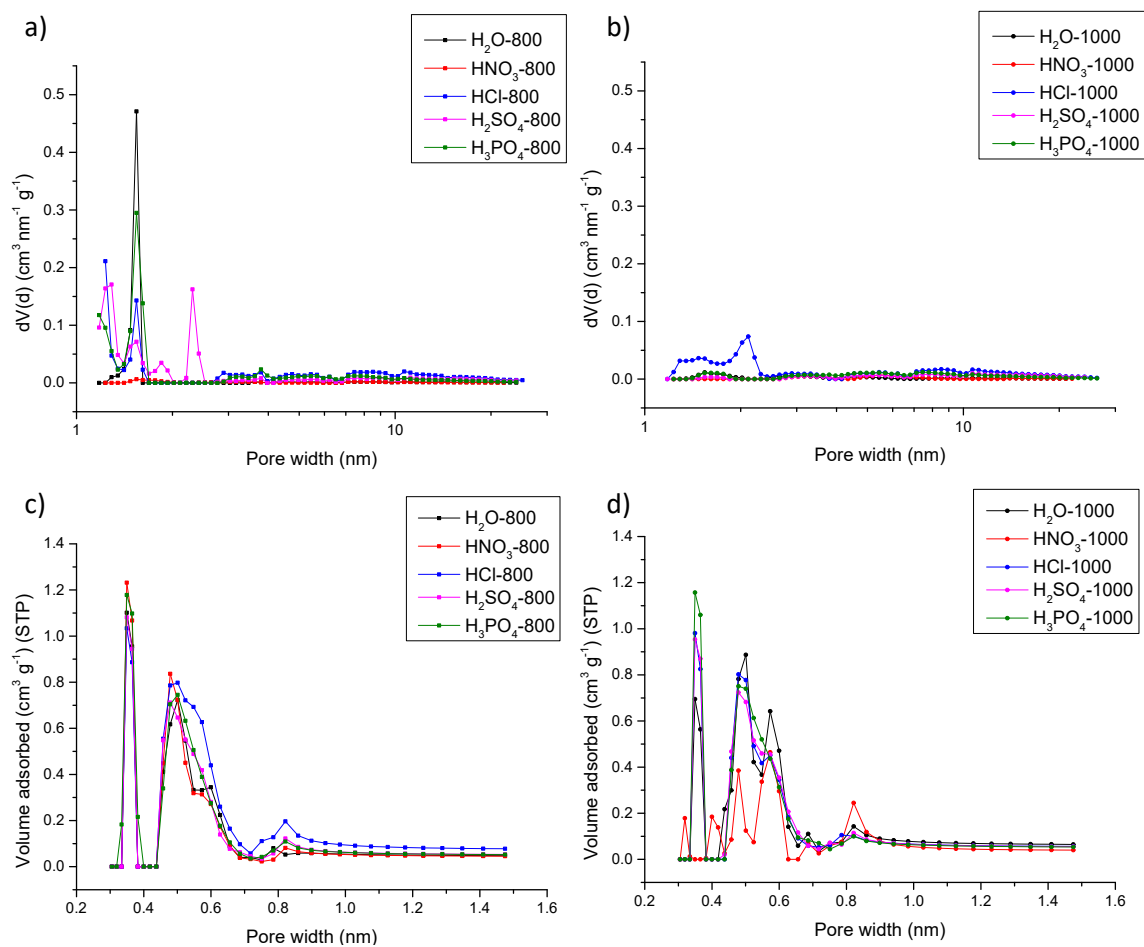 a)
H₂O-800
HNO₃-800
HCl-800
H₂SO₄-800
H₃PO₄-800
0.5
0.4
0.3
0.2
0.1
0.0
dV(d) (cm³ nm⁻¹ g⁻¹)
1
10
Pore width (nm)
b)
H₂O-1000
HNO₃-1000
HCl-1000
H₂SO₄-1000
H₃PO₄-1000
0.5
0.4
0.3
0.2
0.1
0.0
dV(d) (cm³ nm⁻¹ g⁻¹)
1
10
Pore width (nm)
c)
H₂O-800
HNO₃-800
HCl-800
H₂SO₄-800
H₃PO₄-800
1.4
1.2
1.0
0.8
0.6
0.4
0.2
0.0
Volume adsorbed (cm³ g⁻¹) (STP)
0.2 0.4 0.6 0.8 1.0 1.2 1.4 1.6
Pore width (nm)
d)
H₂O-1000
HNO₃-1000
HCl-1000
H₂SO₄-1000
H₃PO₄-1000
1.4
1.2
1.0
0.8
0.6
0.4
0.2
0.0
Volume adsorbed (cm³ g⁻¹) (STP)
0.2 0.4 0.6 0.8 1.0 1.2 1.4 1.6
Pore width (nm)